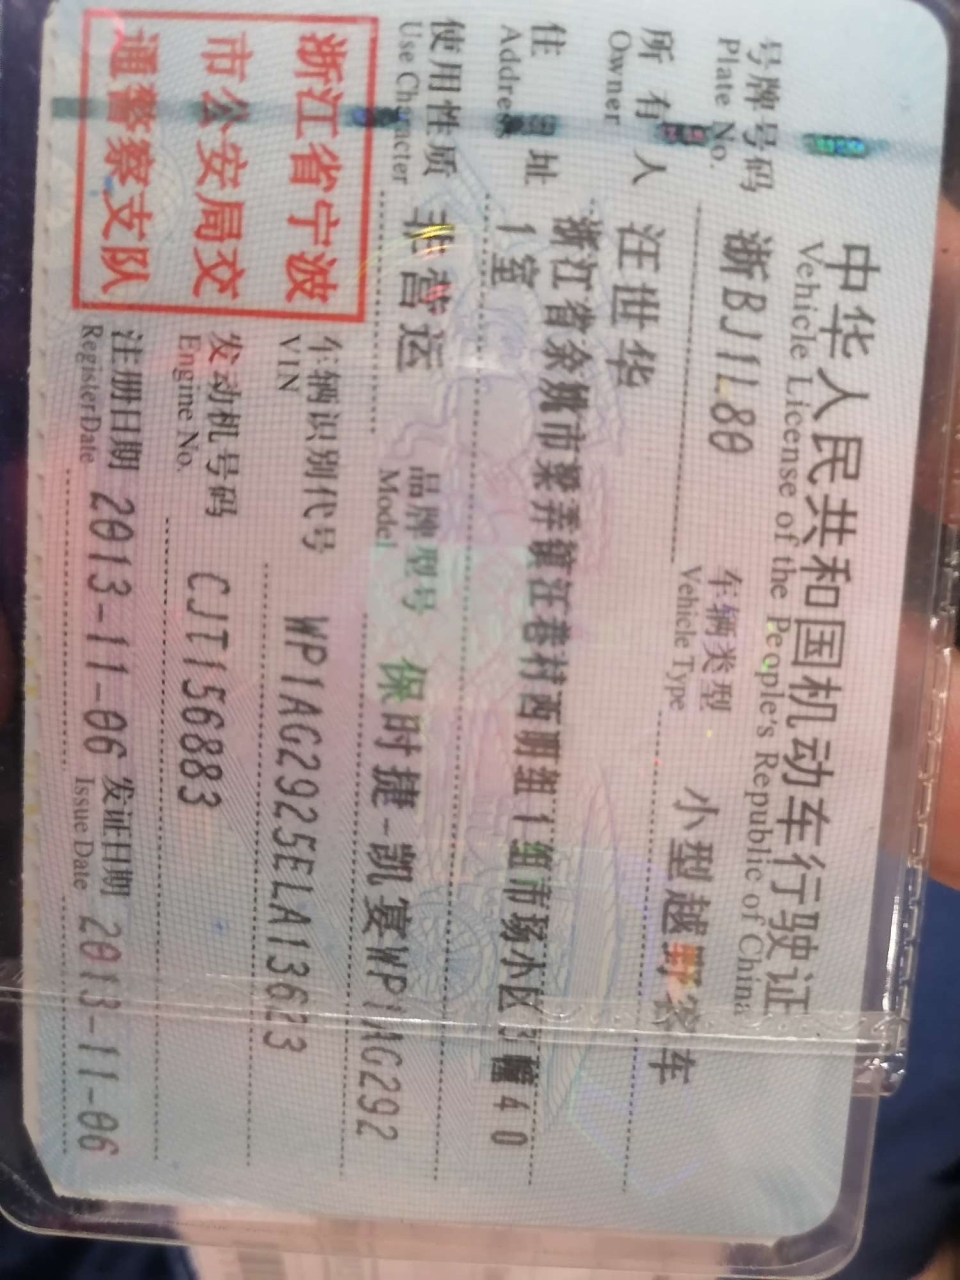 中华人民共和国机动车行驶证
Vehicle License of the People's Republic of China
号牌号码 浙BJ1L80 车辆类型 小型越野客车
Plate No. Vehicle Type
所有人 汪世华
Owner
住址 浙江省余姚市梁弄镇汪巷村西明组1组市场小区3幢40
Address 1室
使用性质 非营运 品牌型号 保时捷-凯宴WP1AG292
Use Character Model
浙江省宁波
市公安局交
通警察支队
车辆识别代号 WP1AG2925ELA13623
VIN
发动机号码 CJT156883
Engine No.
注册日期 2013-11-06 发证日期 2013-11-06
RegisterDate Issue Date